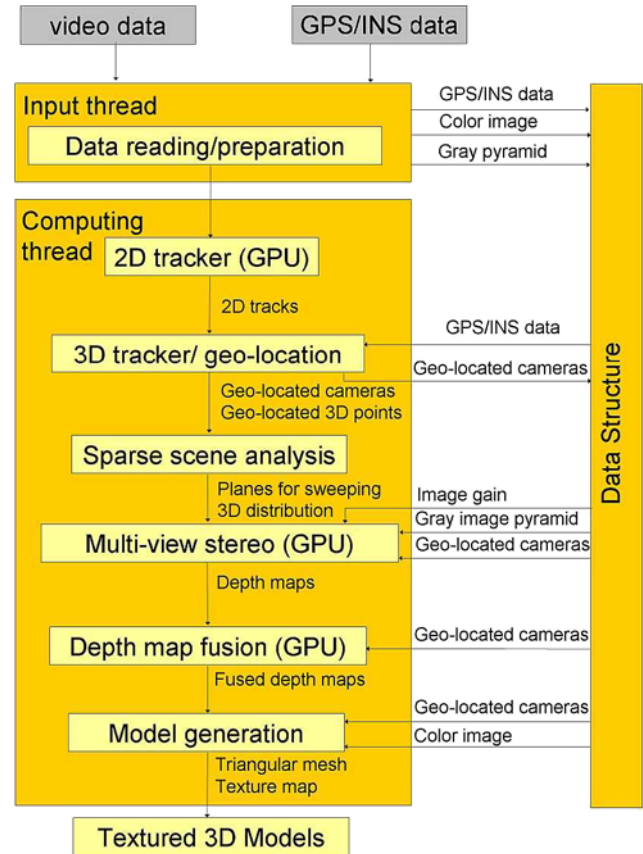 video data
GPS/INS data
Input thread
Data reading/preparation
GPS/INS data
Color image
Gray pyramid
Computing
thread
2D tracker (GPU)
2D tracks
3D tracker/ geo-location
GPS/INS data
Geo-located cameras
Geo-located cameras
Geo-located 3D points
Sparse scene analysis
Planes for sweeping
3D distribution
Image gain
Gray image pyramid
Geo-located cameras
Multi-view stereo (GPU)
Depth maps
Depth map fusion (GPU)
Geo-located cameras
Fused depth maps
Model generation
Geo-located cameras
Color image
Triangular mesh
Texture map
Textured 3D Models
Data Structure